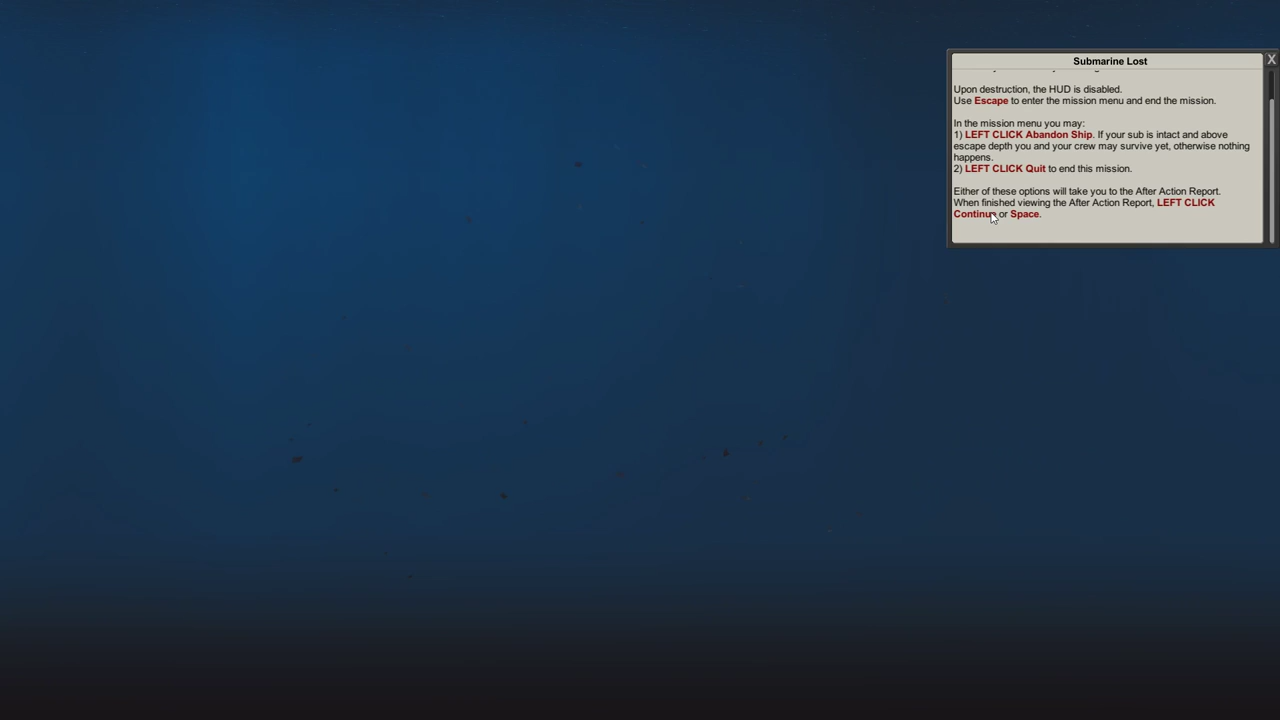 Submarine Lost
X
Upon destruction, the HUD is disabled.
Use Escape to enter the mission menu and end the mission.
In the mission menu you may:
1) LEFT CLICK Abandon Ship. If your sub is intact and above
escape depth you and your crew may survive yet, otherwise nothing
happens.
2) LEFT CLICK Quit to end this mission.
Either of these options will take you to the After Action Report.
When finished viewing the After Action Report, LEFT CLICK
Continue or Space.